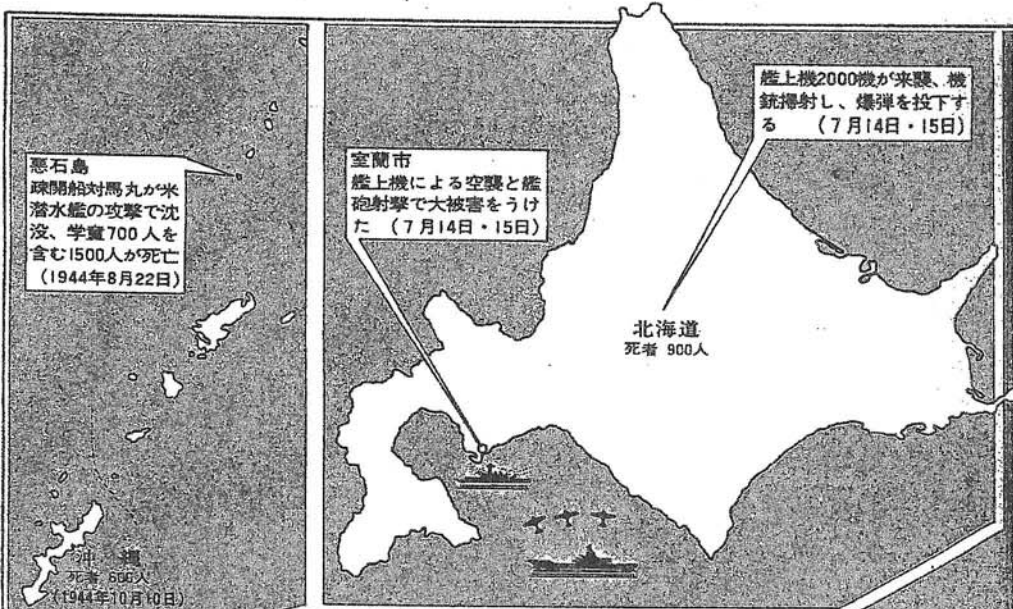 悪石島
疎開船対馬丸が米
潜水艦の攻撃で沈
没、学童700人を
含む1500人が死亡
(1944年8月22日)
室蘭市
艦上機による空襲と艦
砲射撃で大被害をうけ
た (7月14日・15日)
艦上機2000機が来襲、機
銃掃射し、爆弾を投下す
る (7月14日・15日)
北海道
死者 900人
沖縄
死者 600人
(1944年10月10日)